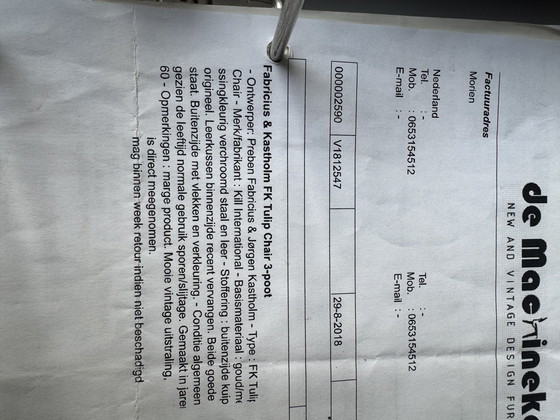 de Mae
NEW AND VINTAGE DESIGN FUR
Factuuradres
Morien
Nederland
Tel. : -
Mob. : 0653154512
E-mail : -
Tel. : -
Mob. : 0653154512
E-mail : -
000002590 V1812547 29-8-2018
Fabricius & Kastholm FK Tulip Chair 3-poot
- Ontwerper: Preben Fabricius & Jørgen Kastholm - Type : FK Tulip
Chair - Merk/fabrikant : Kill International - Basismateriaal : goud/me
ssingkleurig verchroomd staal en leer - Stoffering : buitenzijde kuip
origineel. Leerkussen binnenzijde recent vervangen. Beide goede
staat. Buitenzijde met vlekken en verkleuring. - Conditie algemeen
gezien de leeftijd normale gebruik sporen/slijtage. Gemaakt in jaren
60 - Opmerkingen : marge product. Mooie vintage uitstraling.
is direct meegenomen.
mag binnen week retour indien niet beschadigd